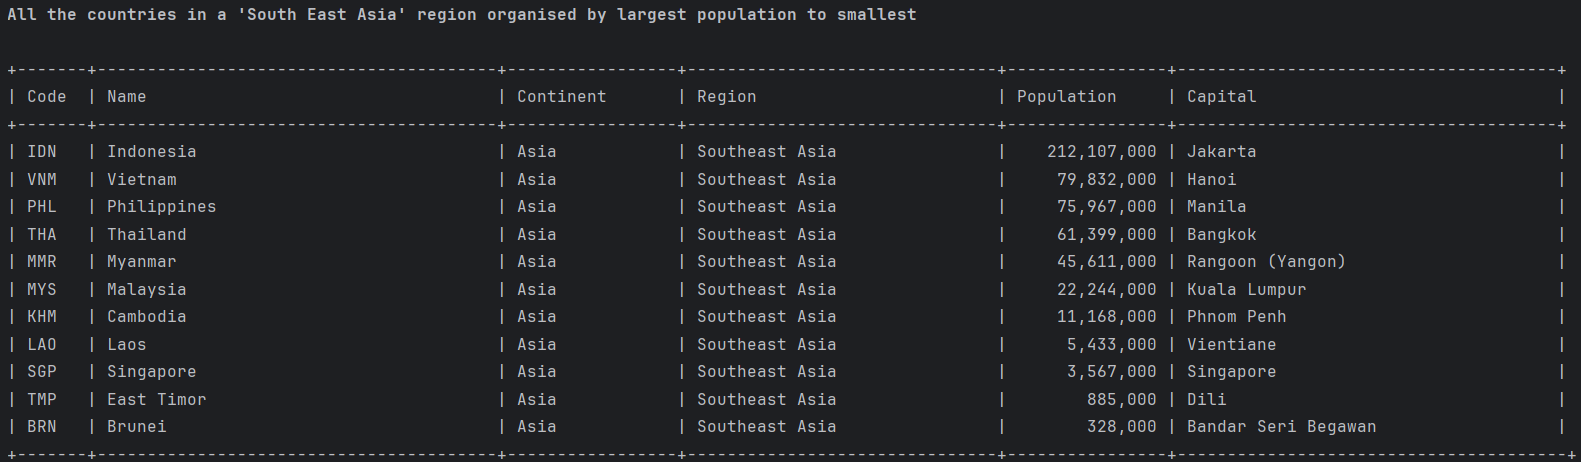 All the countries in a 'South East Asia' region organised by largest population to smallest
+-------+----------------------------------------+-----------------+-------------------------------+----------------+--------------------------------------+
| Code  | Name                                   | Continent       | Region                        | Population     | Capital                              |
+-------+----------------------------------------+-----------------+-------------------------------+----------------+--------------------------------------+
| IDN   | Indonesia                              | Asia            | Southeast Asia                |    212,107,000 | Jakarta                              |
| VNM   | Vietnam                                | Asia            | Southeast Asia                |     79,832,000 | Hanoi                                |
| PHL   | Philippines                            | Asia            | Southeast Asia                |     75,967,000 | Manila                               |
| THA   | Thailand                               | Asia            | Southeast Asia                |     61,399,000 | Bangkok                              |
| MMR   | Myanmar                                | Asia            | Southeast Asia                |     45,611,000 | Rangoon (Yangon)                     |
| MYS   | Malaysia                               | Asia            | Southeast Asia                |     22,244,000 | Kuala Lumpur                         |
| KHM   | Cambodia                               | Asia            | Southeast Asia                |     11,168,000 | Phnom Penh                           |
| LAO   | Laos                                   | Asia            | Southeast Asia                |      5,433,000 | Vientiane                            |
| SGP   | Singapore                              | Asia            | Southeast Asia                |      3,567,000 | Singapore                            |
| TMP   | East Timor                             | Asia            | Southeast Asia                |        885,000 | Dili                                 |
| BRN   | Brunei                                 | Asia            | Southeast Asia                |        328,000 | Bandar Seri Begawan                  |
+-------+----------------------------------------+-----------------+-------------------------------+----------------+---------------------------------------+